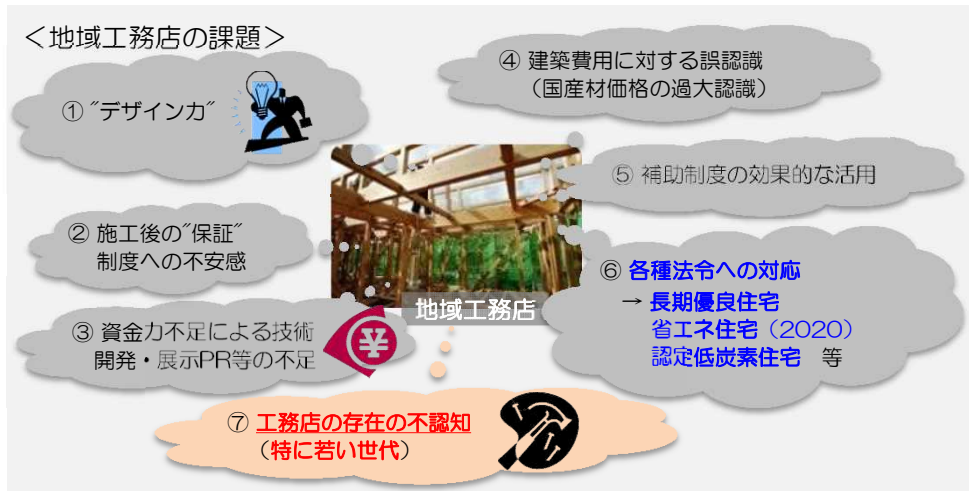 ＜地域工務店の課題＞
① ″デザイン力″
② 施工後の″保証″
制度への不安感
③ 資金力不足による技術
開発・展示PR等の不足
④ 建築費用に対する誤認識
（国産材価格の過大認識）
⑤ 補助制度の効果的な活用
⑥ 各種法令への対応
→ 長期優良住宅
省エネ住宅（2020）
認定低炭素住宅　等
地域工務店
⑦ 工務店の存在の不認知
（特に若い世代）